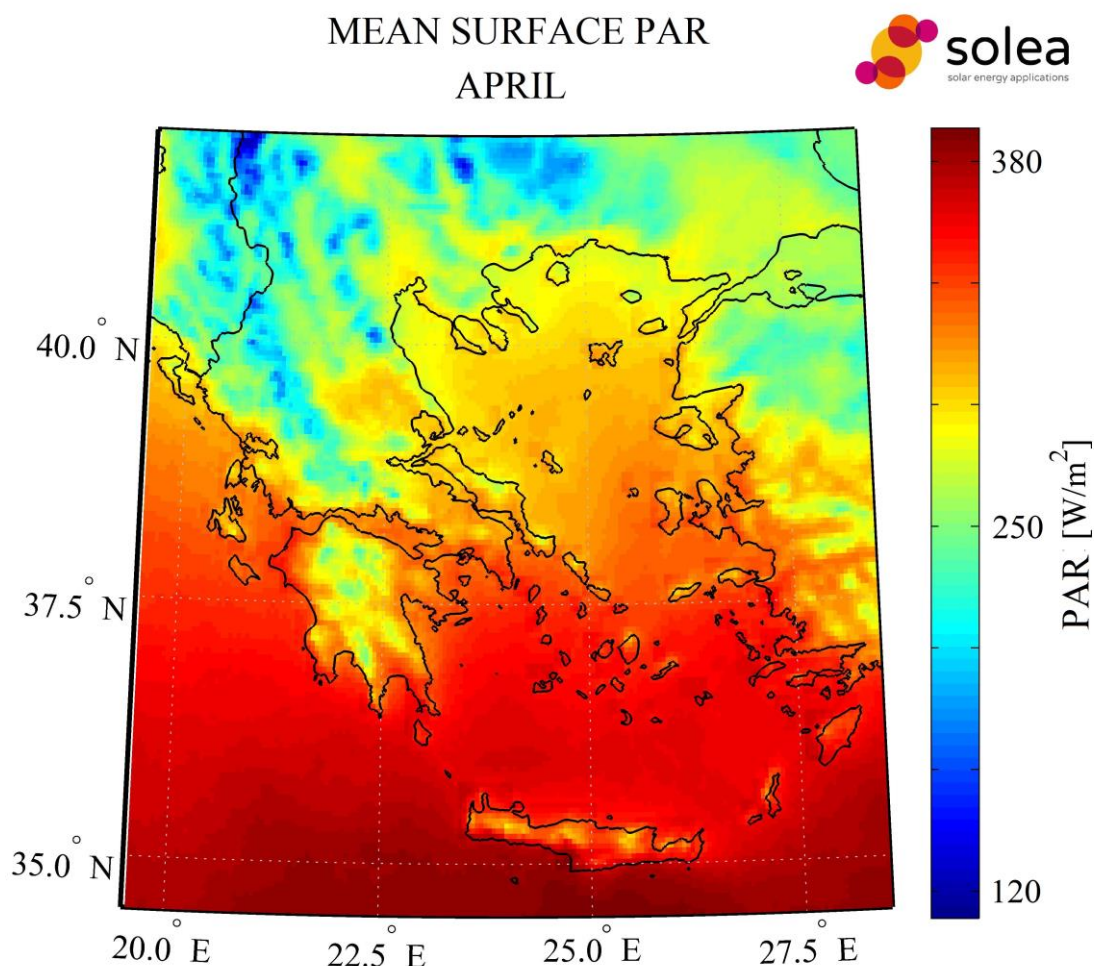 MEAN SURFACE PAR
APRIL
solea
solar energy applications
380
250
120
PAR [W/m²]
40.0° N
37.5° N
35.0° N
20.0° E
22.5° E
25.0° E
27.5° E